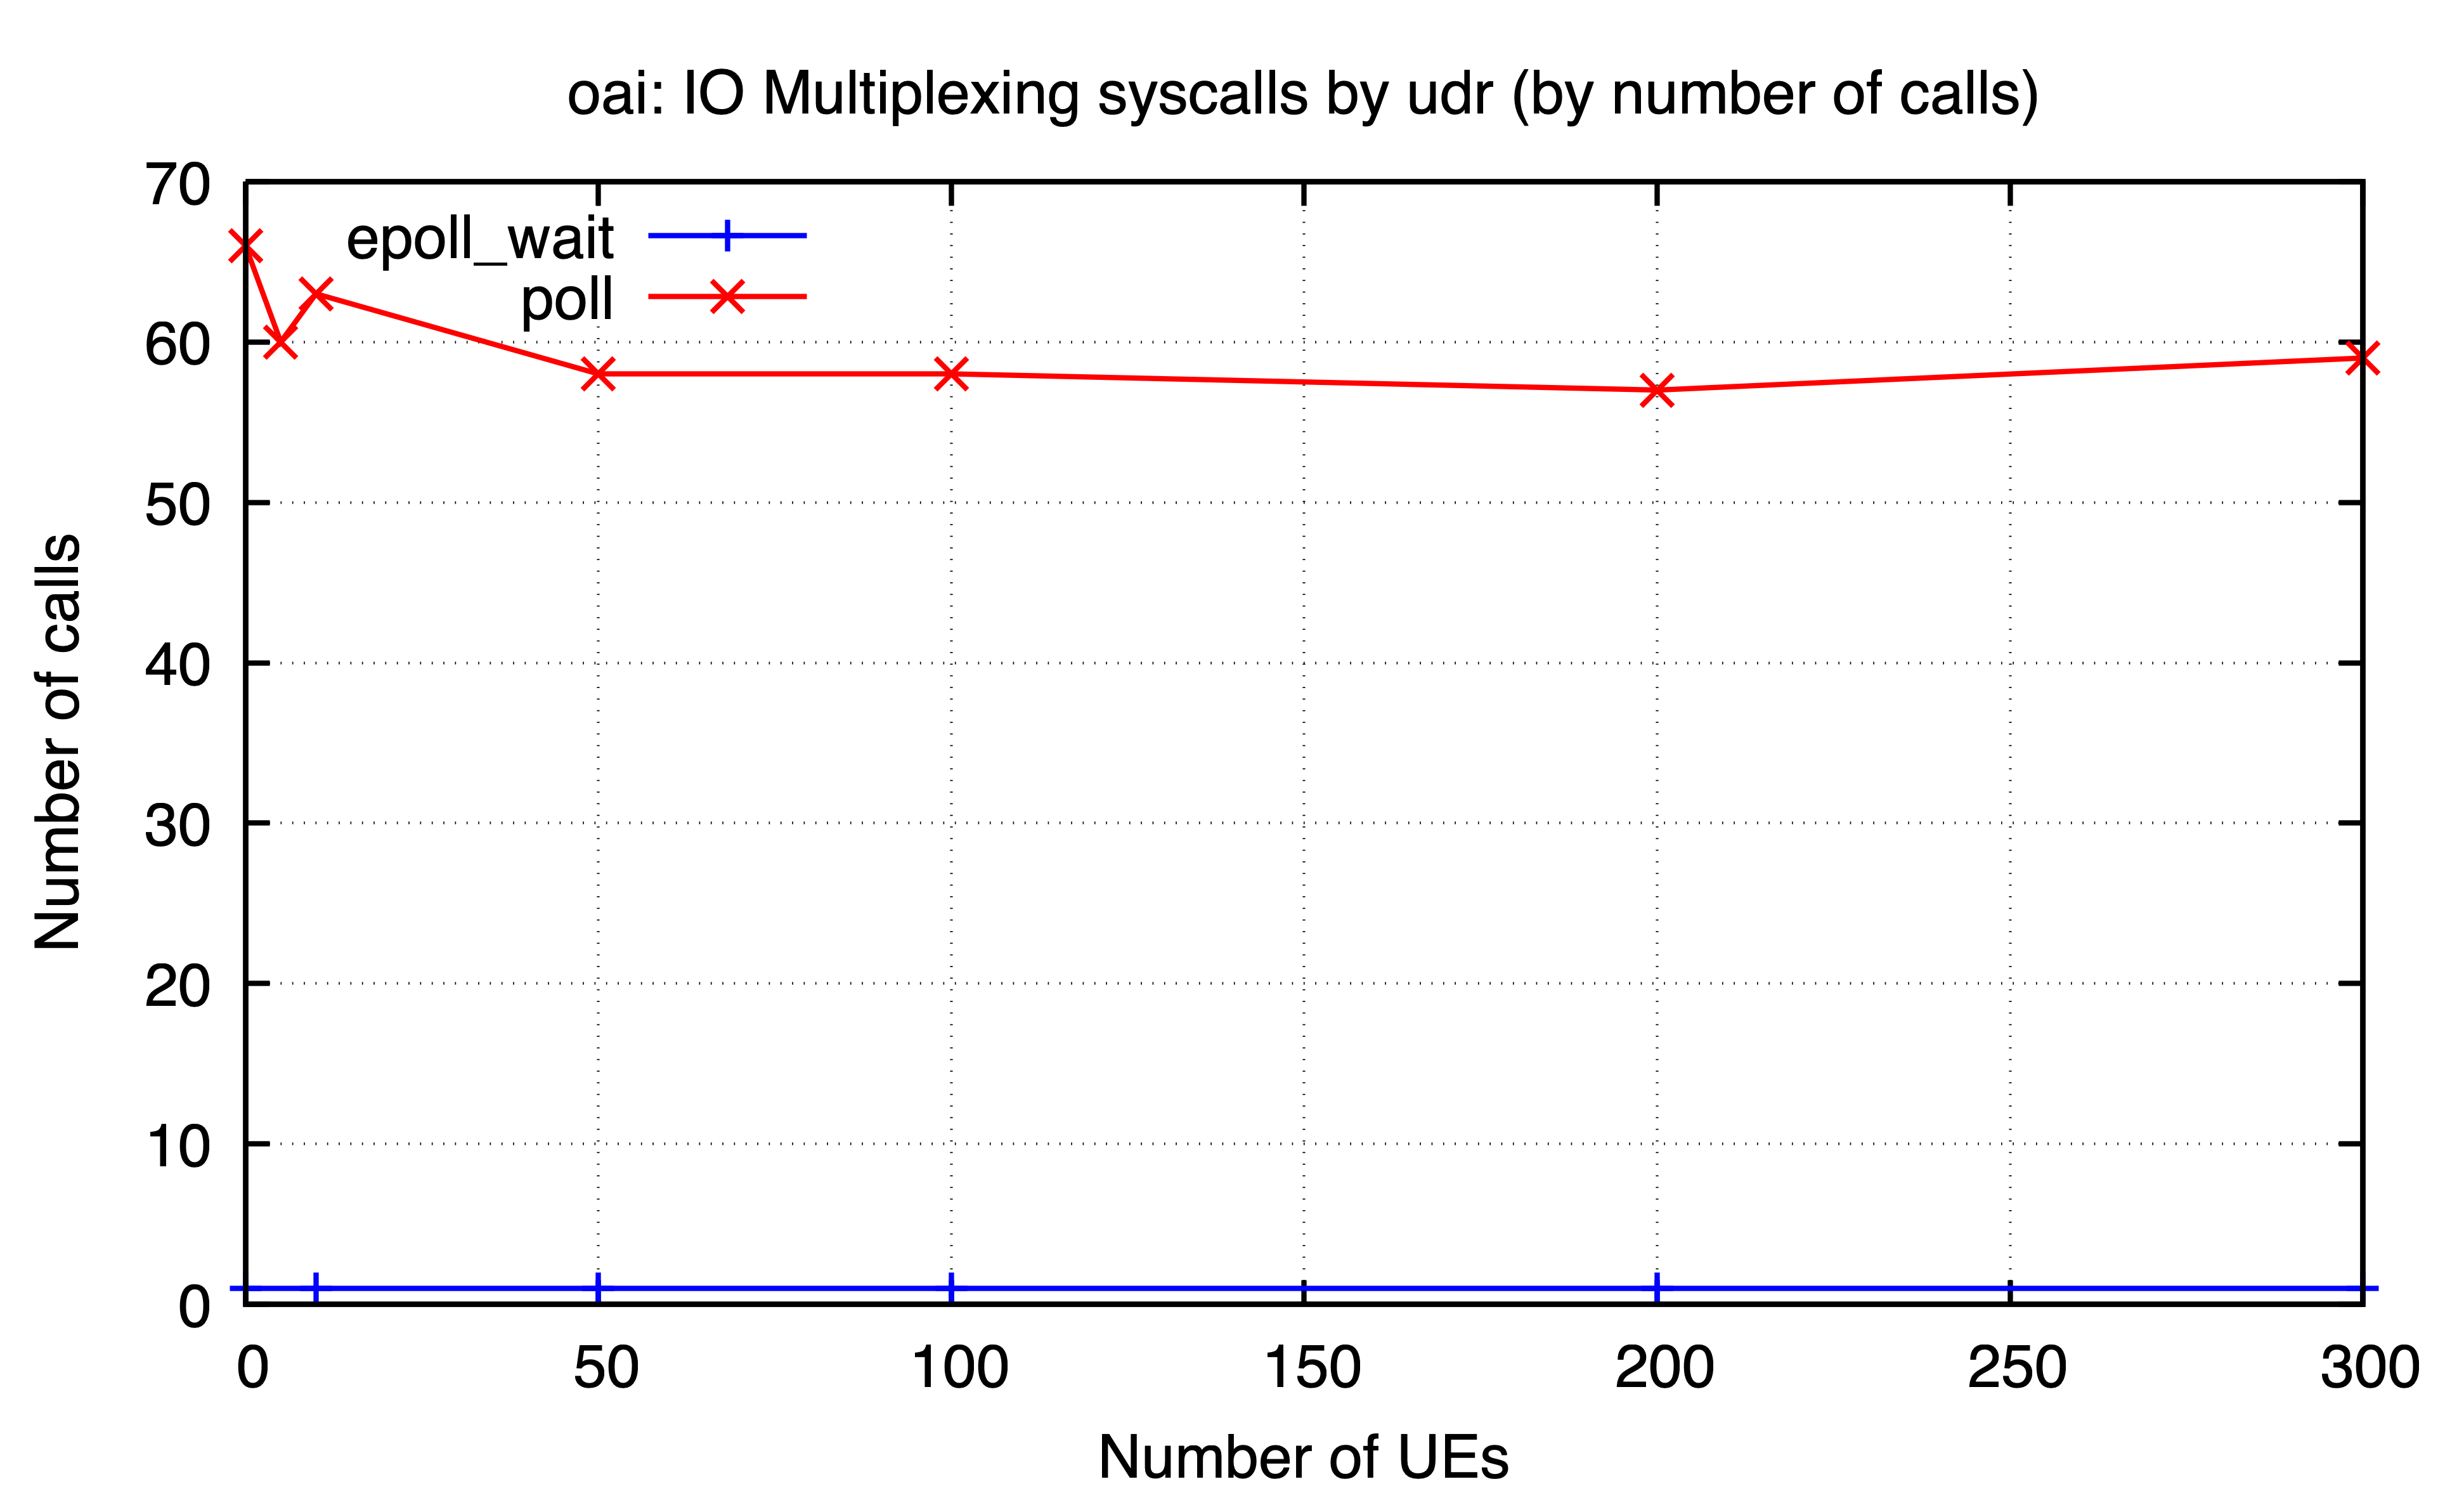 oai: IO Multiplexing syscalls by udr (by number of calls)
70
60
50
40
30
20
10
0
Number of calls
epoll_wait
poll
0 50 100 150 200 250 300
Number of UEs